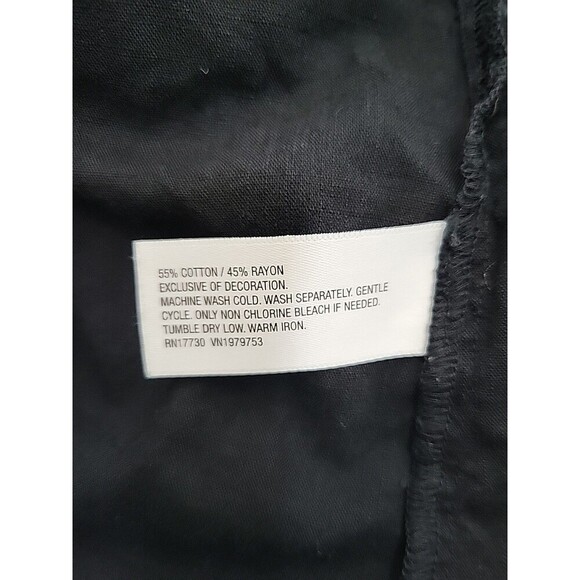 55% COTTON / 45% RAYON
EXCLUSIVE OF DECORATION.
MACHINE WASH COLD. WASH SEPARATELY. GENTLE
CYCLE. ONLY NON CHLORINE BLEACH IF NEEDED.
TUMBLE DRY LOW. WARM IRON.
RN17730 VN1979753